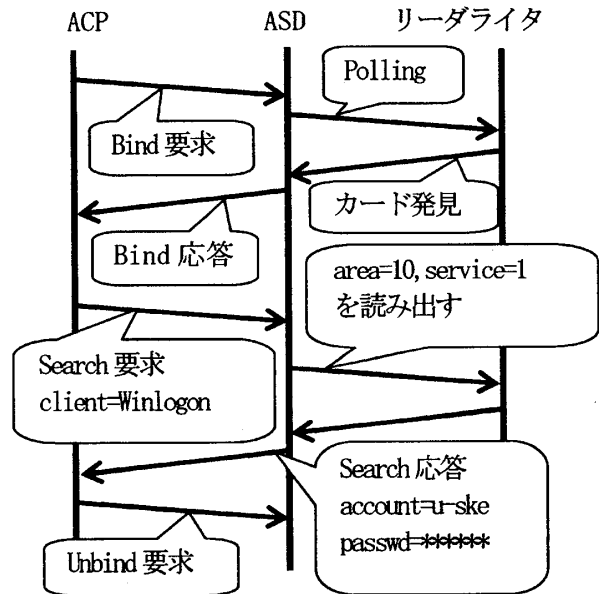 ACP ASD リーダライタ
Polling
Bind 要求
カード発見
Bind 応答
area=10, service=1
を読み出す
Search 要求
client=Winlogon
Search 応答
account=u-ske
passwd=******
Unbind 要求